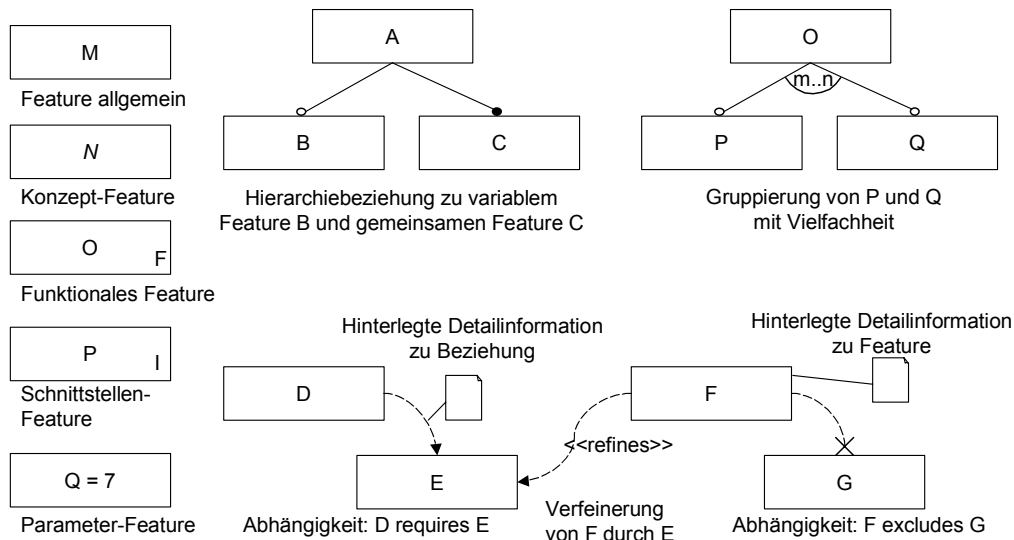 M
Feature allgemein
N
Konzept-Feature
O
F
Funktionales Feature
P
I
Schnittstellen-
Feature
Q = 7
Parameter-Feature
A
B
C
Hierarchiebeziehung zu variablem
Feature B und gemeinsamen Feature C
O
m..n
P
Q
Gruppierung von P und Q
mit Vielfachheit
Hinterlegte Detailinformation
zu Beziehung
D
E
Abhängigkeit: D requires E
Hinterlegte Detailinformation
zu Feature
F
<<refines>>
G
Verfeinerung
von F durch E
Abhängigkeit: F excludes G